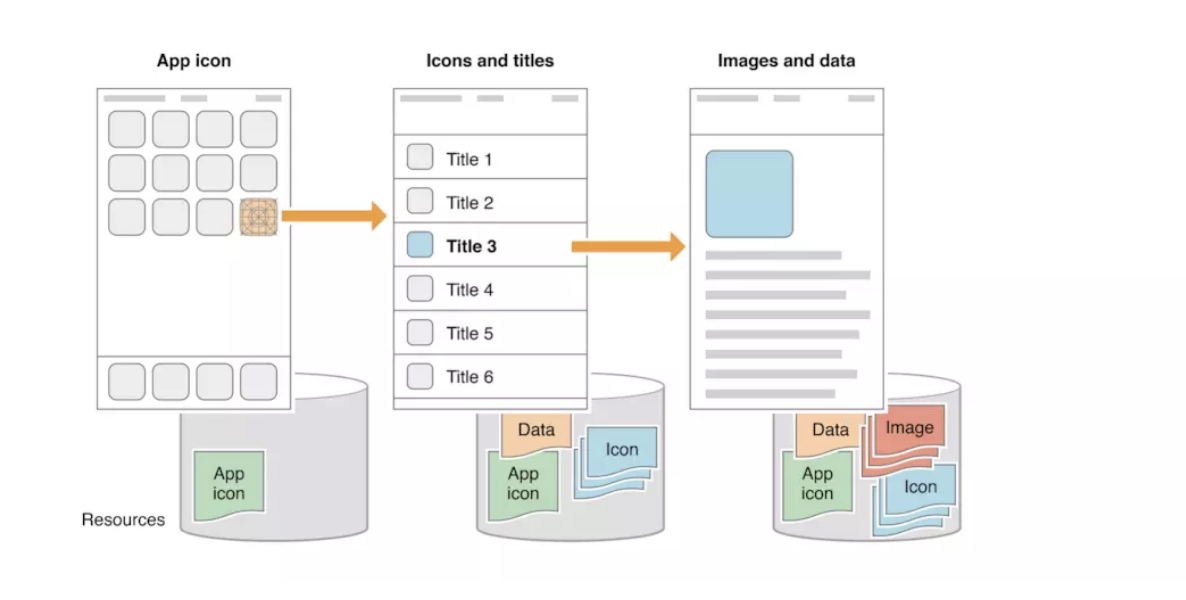 App icon
Icons and titles
Images and data
Title 1
Title 2
Title 3
Title 4
Title 5
Title 6
Resources
App
icon
Data
App
icon
Icon
Data
Image
App
icon
Icon